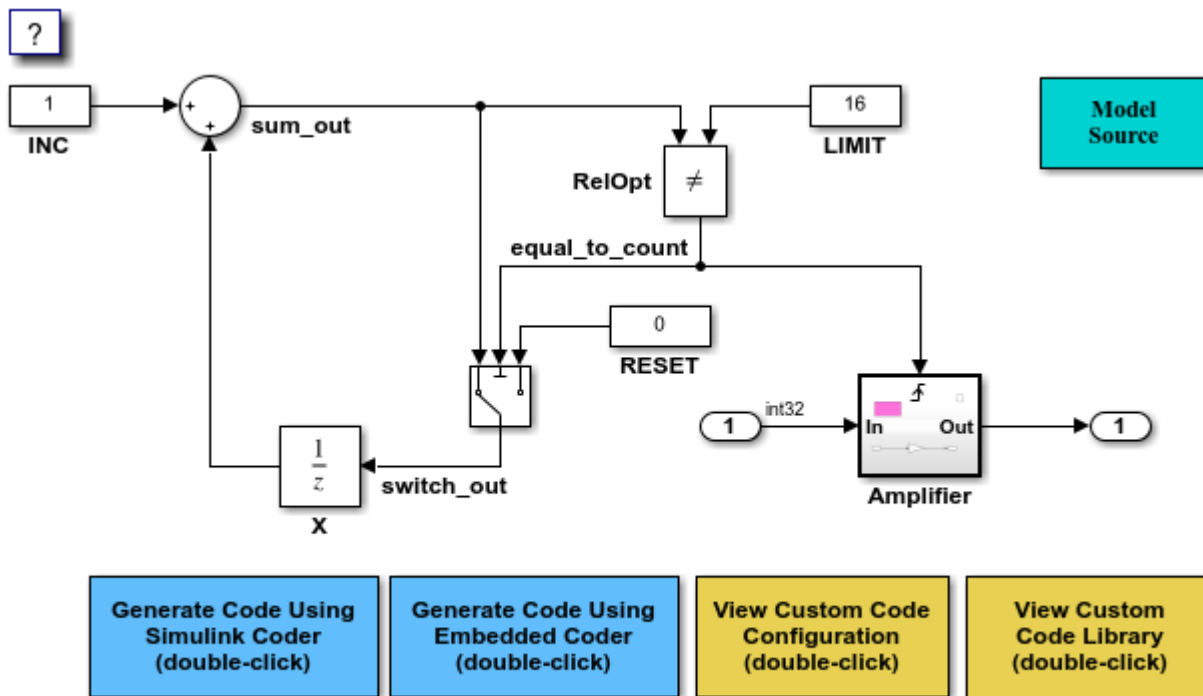 ?
1
INC
+
+
sum_out
16
LIMIT
Model
Source
RelOpt
≠
equal_to_count
0
RESET
1
z
X
switch_out
1
int32
In
Out
1
Amplifier
Generate Code Using
Simulink Coder
(double-click)
Generate Code Using
Embedded Coder
(double-click)
View Custom Code
Configuration
(double-click)
View Custom
Code Library
(double-click)